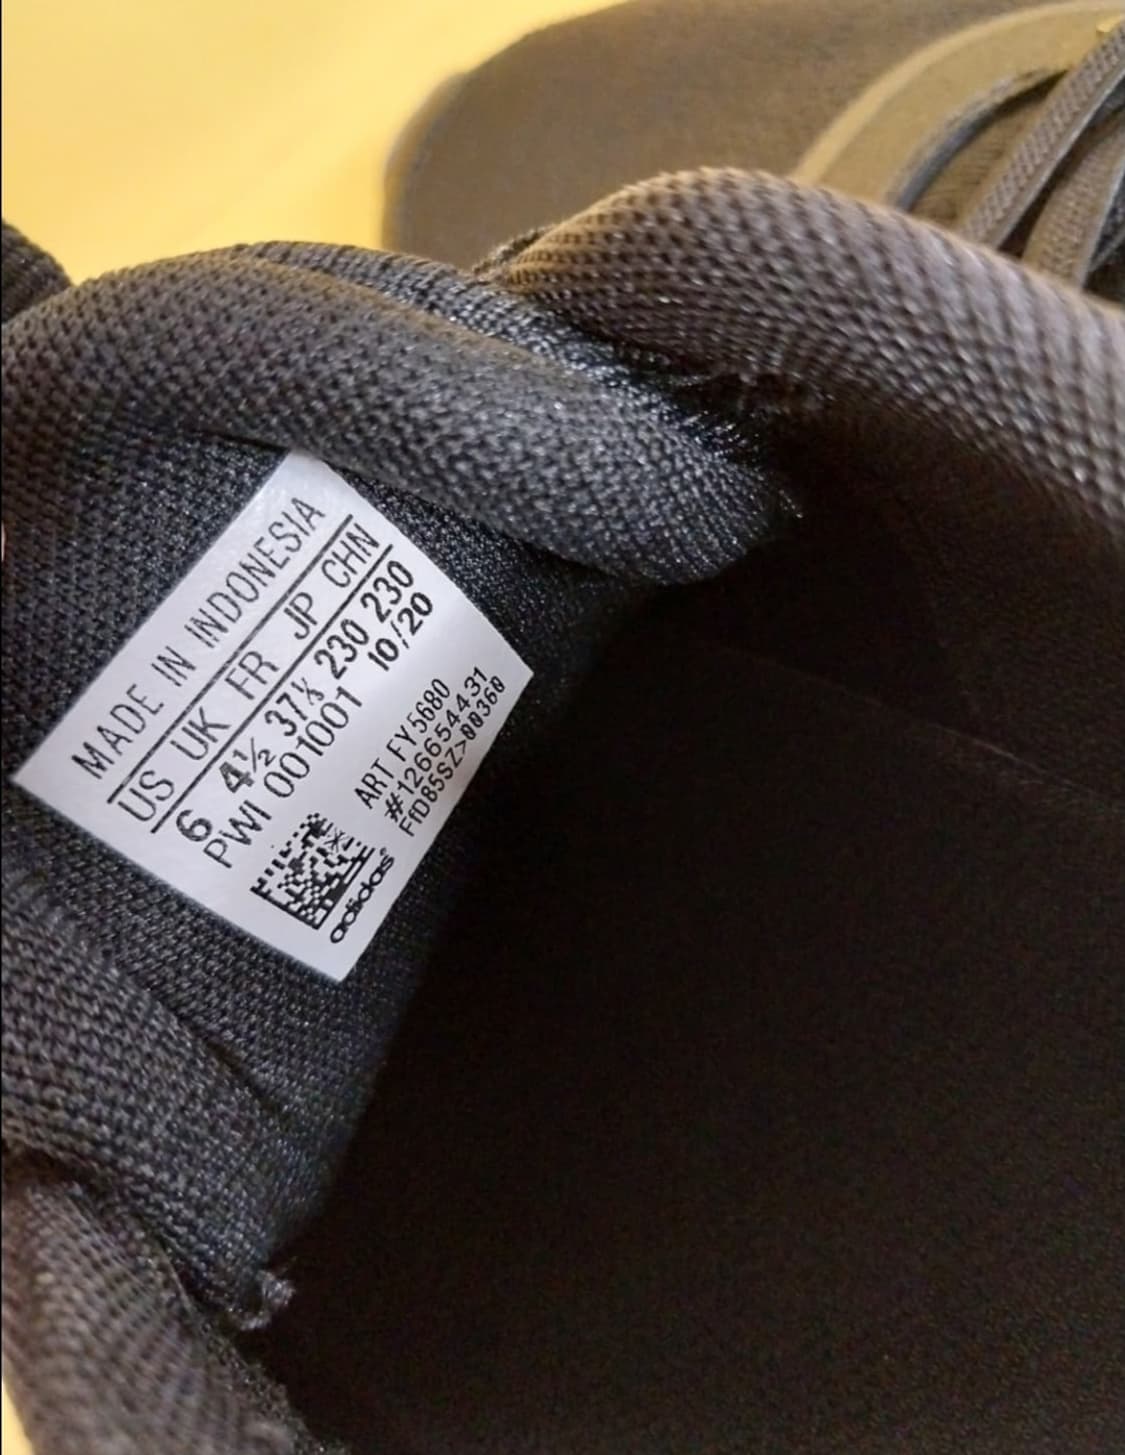 MADE IN INDONESIA
US UK FR JP CHN
6 4½ 37⅓ 230 230
PWI 001001 10/20
ART FY5680
#126654431
FfD85SZ>00360
adidas®